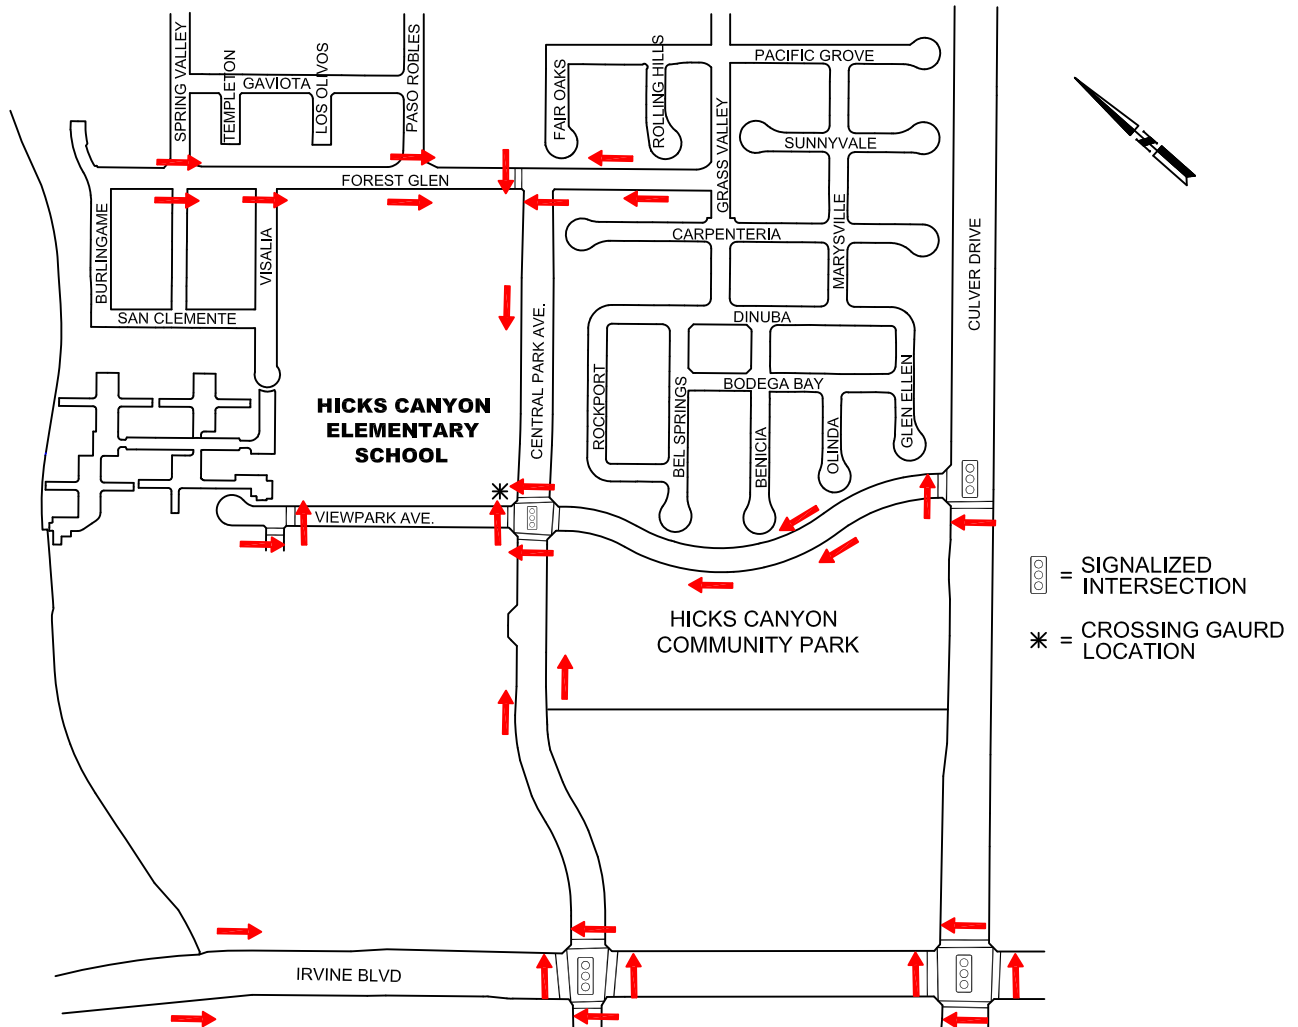 SPRING VALLEY
TEMPLETON
GAVIOTA
LOS OLIVOS
PASO ROBLES
FAIR OAKS
ROLLING HILLS
GRASS VALLEY
PACIFIC GROVE
SUNNYVALE
MARYSVILLE
CULVER DRIVE
N
FOREST GLEN
BURLINGAME
VISALIA
SAN CLEMENTE
CARPENTERIA
DINUBA
CENTRAL PARK AVE.
ROCKPORT
BEL SPRINGS
BODEGA BAY
BENICIA
OLINDA
GLEN ELLEN
HICKS CANYON
ELEMENTARY
SCHOOL
VIEWPARK AVE.
HICKS CANYON
COMMUNITY PARK
= SIGNALIZED
INTERSECTION
= CROSSING GAURD
LOCATION
IRVINE BLVD